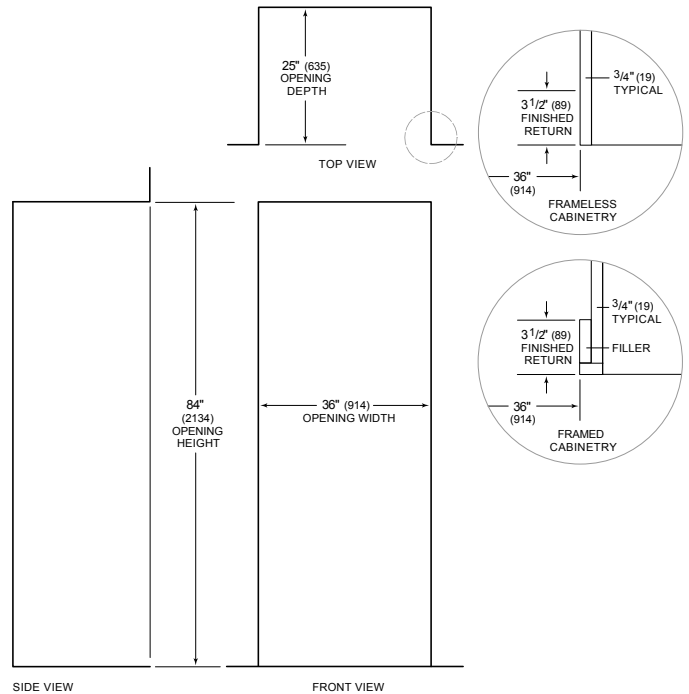 25" (635)
OPENING
DEPTH
TOP VIEW
3/4" (19)
TYPICAL
3 1/2" (89)
FINISHED
RETURN
36"
(914)
FRAMELESS
CABINETRY
3/4" (19)
TYPICAL
3 1/2" (89)
FINISHED
RETURN
FILLER
36"
(914)
FRAMED
CABINETRY
84"
(2134)
OPENING
HEIGHT
36" (914)
OPENING WIDTH
SIDE VIEW
FRONT VIEW